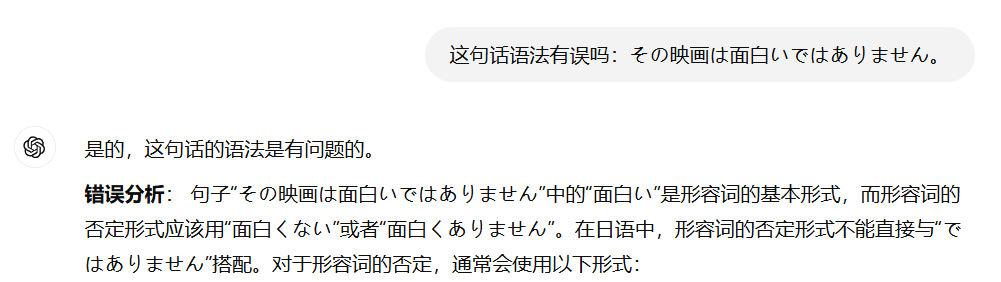 这句话语法有误吗：その映画は面白いではありません。
是的，这句话的语法是有问题的。
错误分析： 句子“その映画は面白いではありません”中的“面白い”是形容词的基本形式，而形容词的
否定形式应该用“面白くない”或者“面白くありません”。在日语中，形容词的否定形式不能直接与“で
はありません”搭配。对于形容词的否定，通常会使用以下形式：